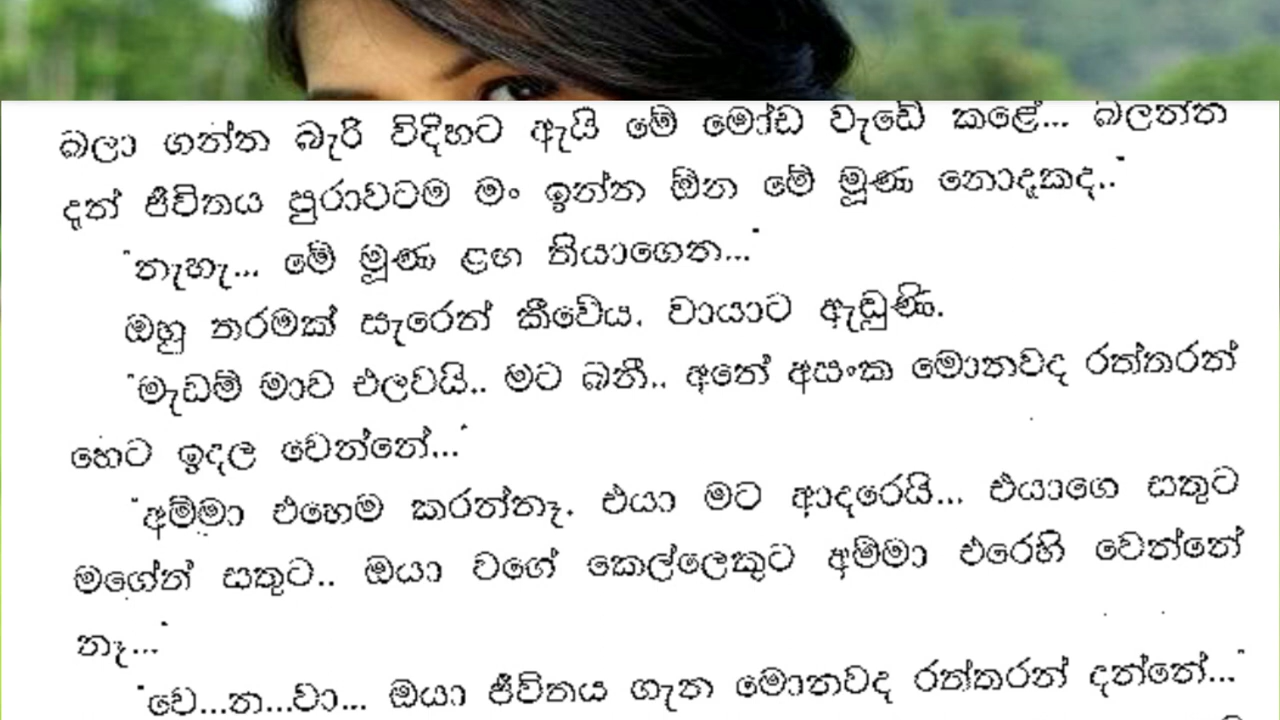 බලා ගන්න බැරි විදිහට ඇයි මේ මෝඩ වැඩේ කළේ... බලන්න
දැන් ජීවිතය පුරාවටම මං ඉන්න ඕන මේ මූණ නොදැකද.."
"නැහැ... මේ මූණ ළඟ තියාගෙන..."
ඔහු තරමක් සැරෙන් කීවේය. චායාට ඇඬුණි.
"මැඩම් මාව එලවයි.. මට බනී.. අනේ අසංක මොනවද රත්තරන්
හෙට ඉඳල වෙන්නේ..."
"අම්මා එහෙම කරන්නෑ. එයා මට ආදරෙයි... එයාගෙ සතුට
මගේන් සතුට.. ඔයා වගේ කෙල්ලෙකුට අම්මා එරෙහි වෙන්නේ
නෑ..."
"වෙ...න...වා... ඔයා ජීවිතය ගැන මොනවද රත්තරන් දන්නේ..."